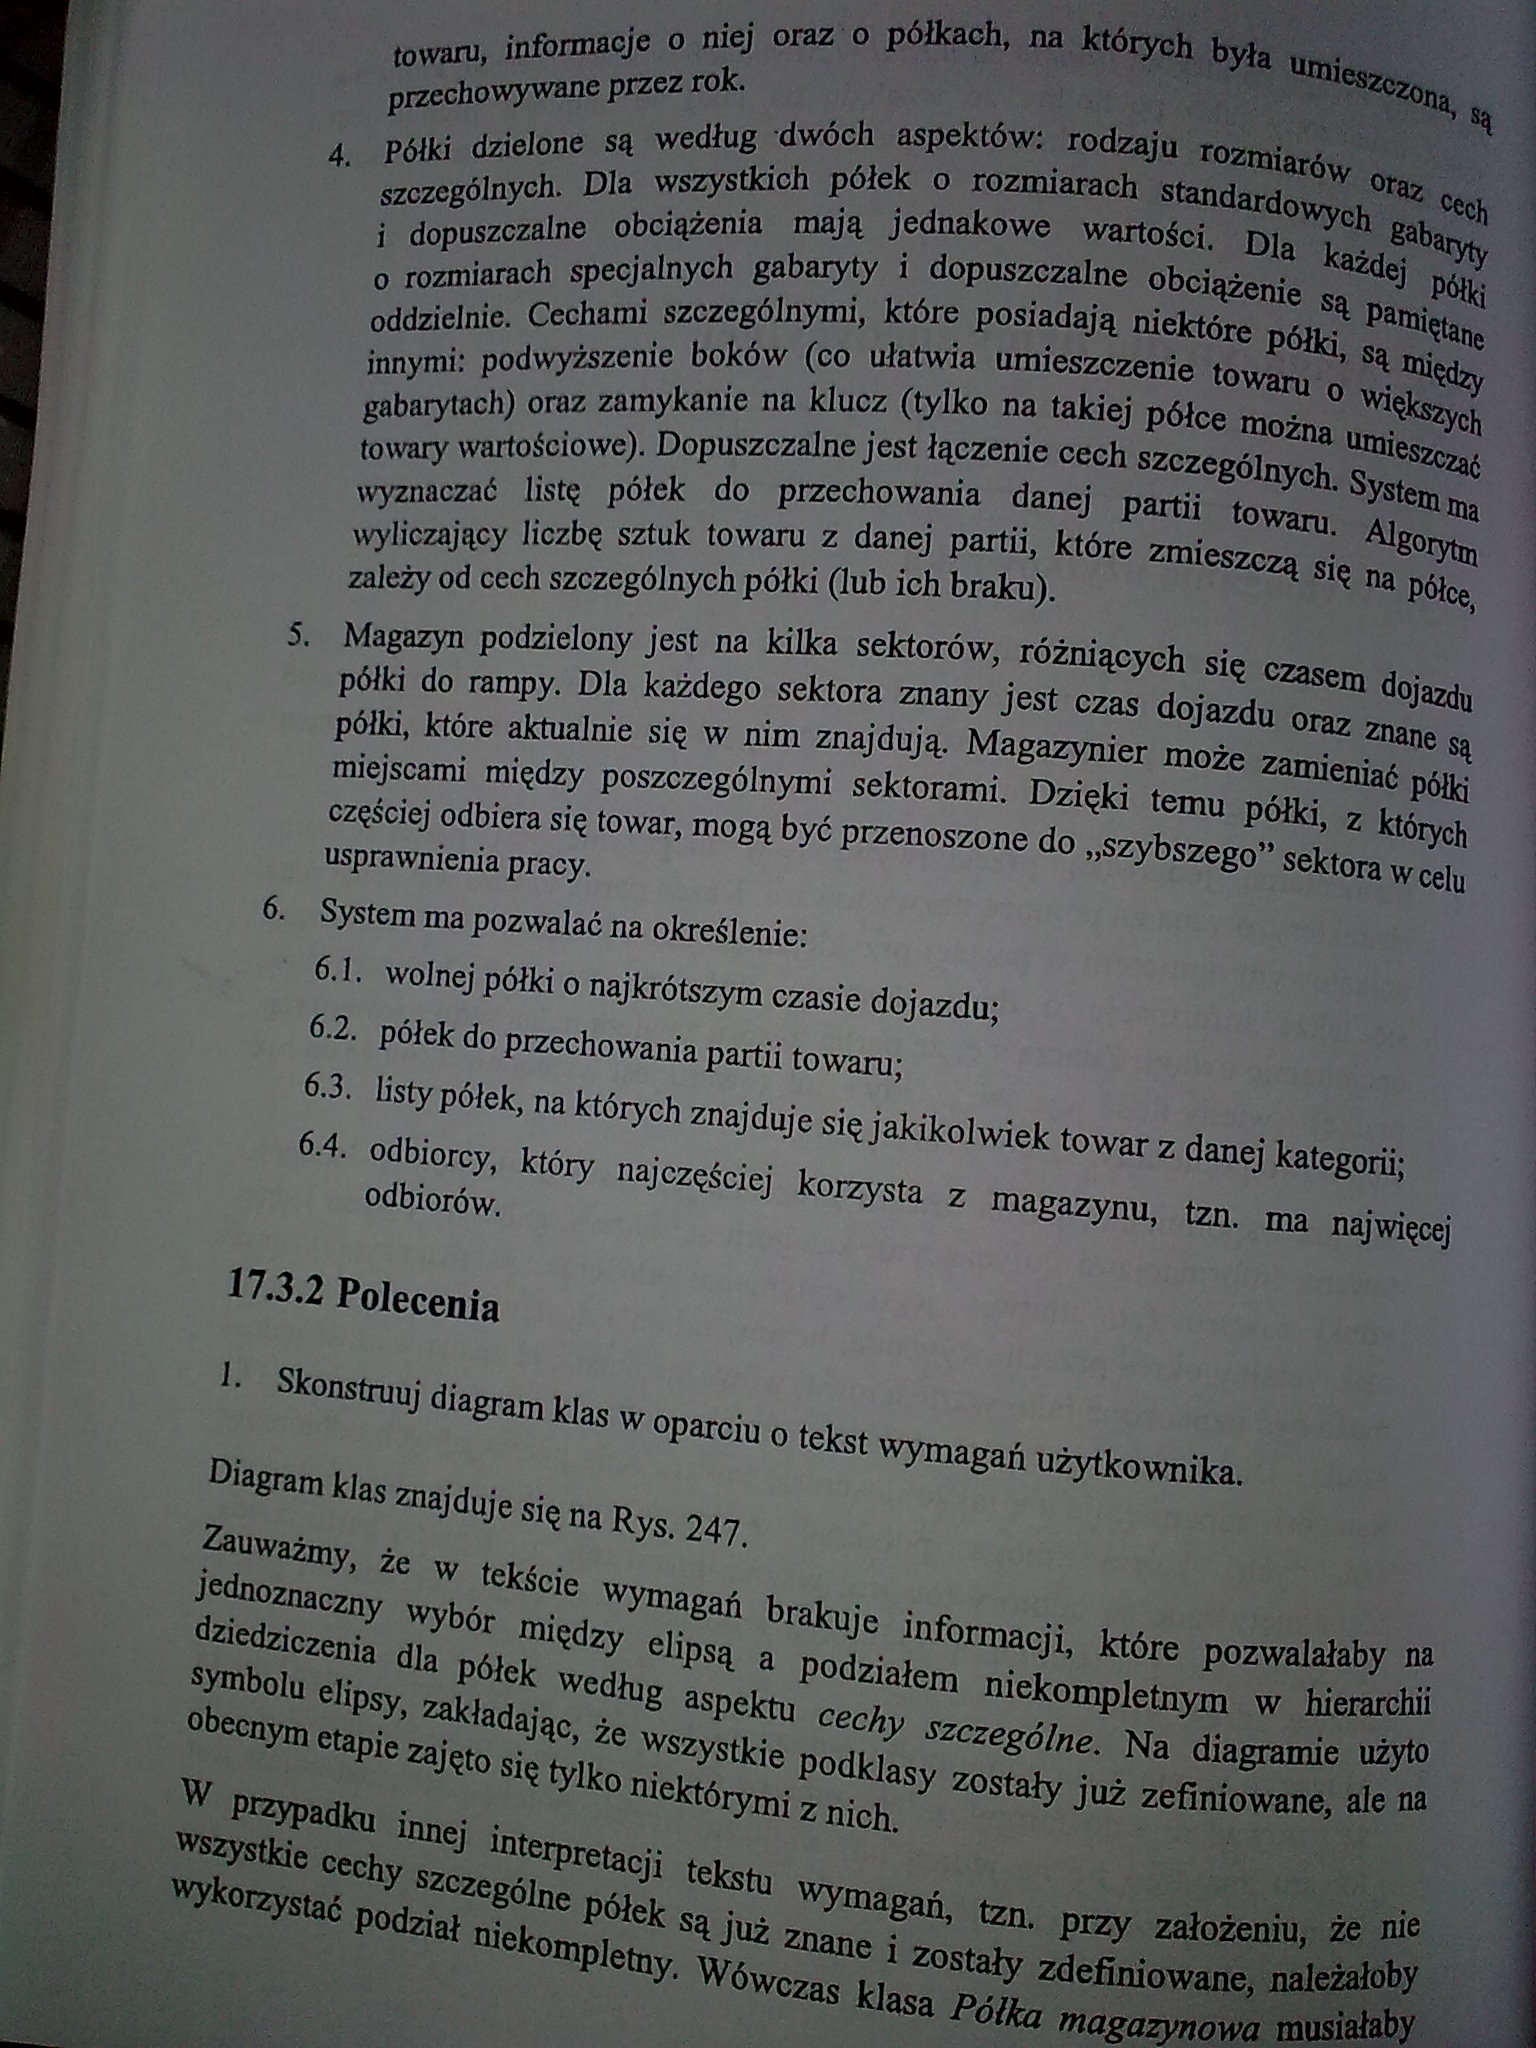 towaru, informacje o niej oraz o półkach, na których była umieszczona, są
przechowywane przez rok.
4. Półki dzielone są według dwóch aspektów: rodzaju rozmiarów oraz cech
szczególnych. Dla wszystkich półek o rozmiarach standardowych gabaryty
i dopuszczalne obciążenia mają jednakowe wartości. Dla każdej półki
o rozmiarach specjalnych gabaryty i dopuszczalne obciążenie są pamiętane
oddzielnie. Cechami szczególnymi, które posiadają niektóre półki, są między
innymi: podwyższenie boków (co ułatwia umieszczenie towaru o większych
gabarytach) oraz zamykanie na klucz (tylko na takiej półce można umieszczać
towary wartościowe). Dopuszczalne jest łączenie cech szczególnych. System ma
wyznaczać listę półek do przechowania danej partii towaru. Algorytm
wyliczający liczbę sztuk towaru z danej partii, które zmieszczą się na półce,
zależy od cech szczególnych półki (lub ich braku).
5. Magazyn podzielony jest na kilka sektorów, różniących się czasem dojazdu
półki do rampy. Dla każdego sektora znany jest czas dojazdu oraz znane są
półki, które aktualnie się w nim znajdują. Magazynier może zamieniać półki
miejscami między poszczególnymi sektorami. Dzięki temu półki, z których
częściej odbiera się towar, mogą być przenoszone do „szybszego” sektora w celu
usprawnienia pracy.
6. System ma pozwalać na określenie:
6.1. wolnej półki o najkrótszym czasie dojazdu;
6.2. półek do przechowania partii towaru;
6.3. listy półek, na których znajduje się jakikolwiek towar z danej kategorii;
6.4. odbiorcy, który najczęściej korzysta z magazynu, tzn. ma najwięcej
odbiorów.
17.3.2 Polecenia
1. Skonstruuj diagram klas w oparciu o tekst wymagań użytkownika.
Diagram klas znajduje się na Rys. 247.
Zauważmy, że w tekście wymagań brakuje informacji, które pozwalałaby na
jednoznaczny wybór między elipsą a podziałem niekompletnym w hierarchii
dziedziczenia dla półek według aspektu cechy szczególne. Na diagramie użyto
symbolu elipsy, zakładając, że wszystkie podklasy zostały już zefiniowane, ale na
obecnym etapie zajęto się tylko niektórymi z nich.
W przypadku innej interpretacji tekstu wymagań, tzn. przy założeniu, że nie
wszystkie cechy szczególne półek są już znane i zostały zdefiniowane, należałoby
wykorzystać podział niekompletny. Wówczas klasa Półka magazynowa musiałaby